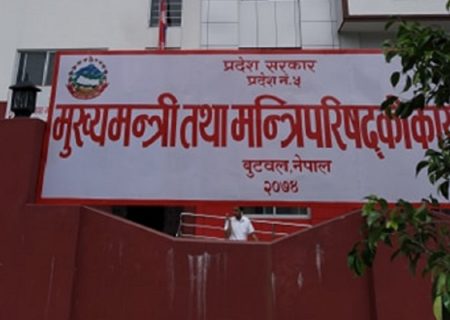 प्रदेश सरकार
प्रदेश नं. ५
मुख्यमन्त्री तथा मन्त्रिपरिषद्को
बुटवल, नेपाल
२०७४